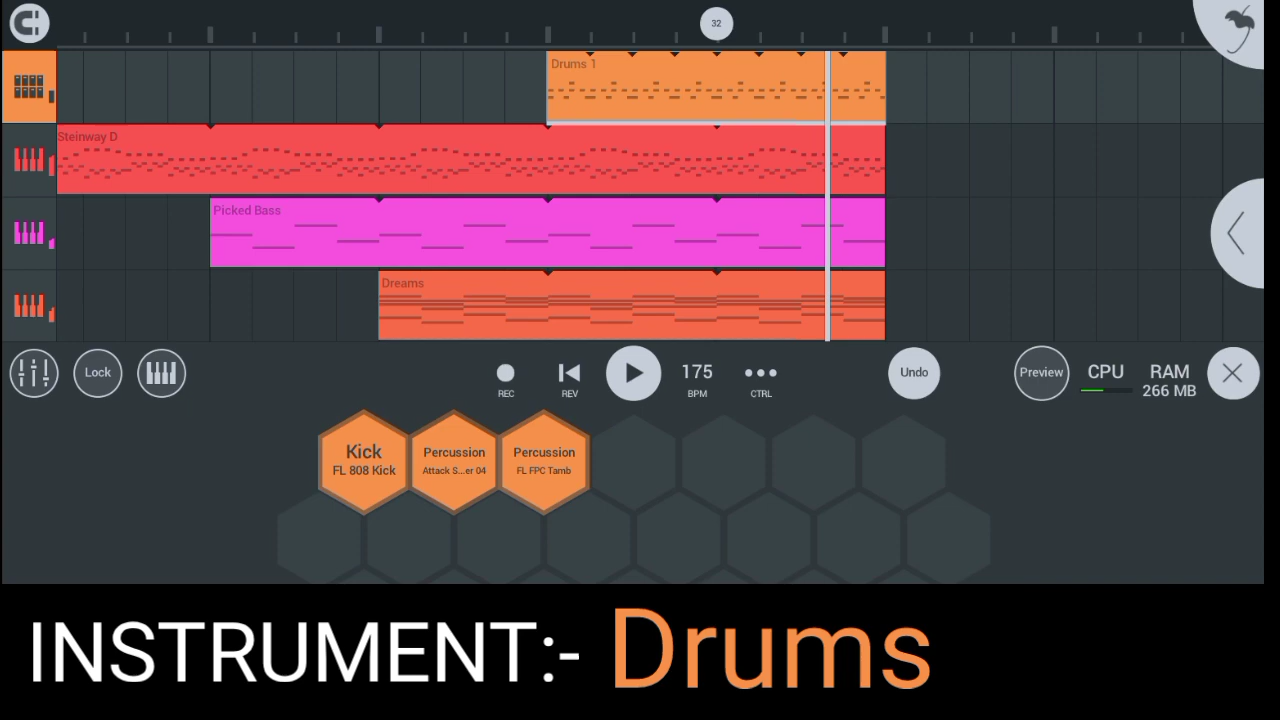 32
Drums 1
Steinway D
Picked Bass
Dreams
Lock
REC
REV
175
BPM
CTRL
Undo
Preview
CPU
RAM
266 MB
Kick
FL 808 Kick
Percussion
Attack S...er 04
Percussion
FL FPC Tamb
INSTRUMENT:- Drums